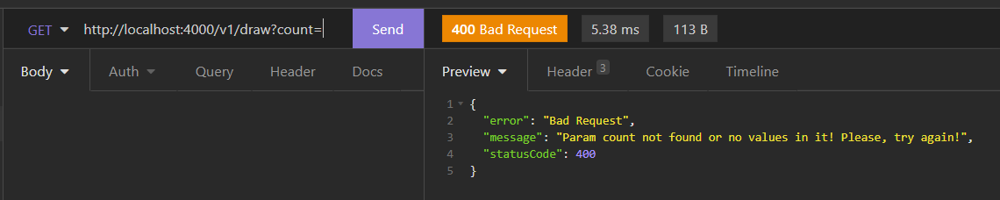 GET http://localhost:4000/v1/draw?count= Send 400 Bad Request 5.38 ms 113 B
Body Auth Query Header Docs Preview Header 3 Cookie Timeline
1 {
2 "error": "Bad Request",
3 "message": "Param count not found or no values in it! Please, try again!",
4 "statusCode": 400
5 }